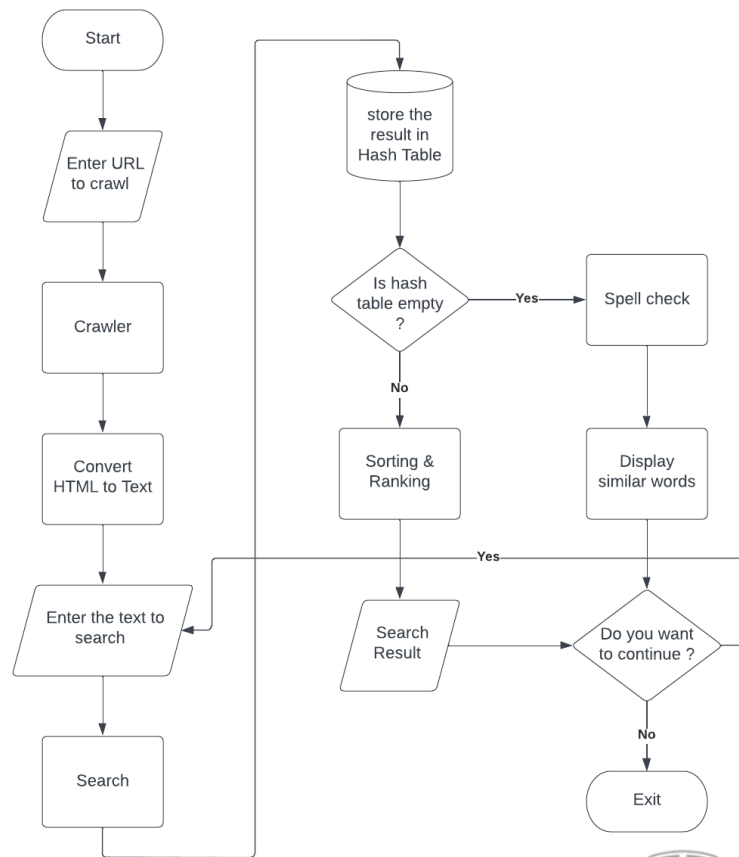 Start
Enter URL
to crawl
Crawler
Convert
HTML to Text
Enter the text to
search
Search
store the
result in
Hash Table
Is hash
table empty
?
Yes
No
Spell check
Sorting &
Ranking
Display
similar words
Yes
Search
Result
Do you want
to continue ?
No
Exit